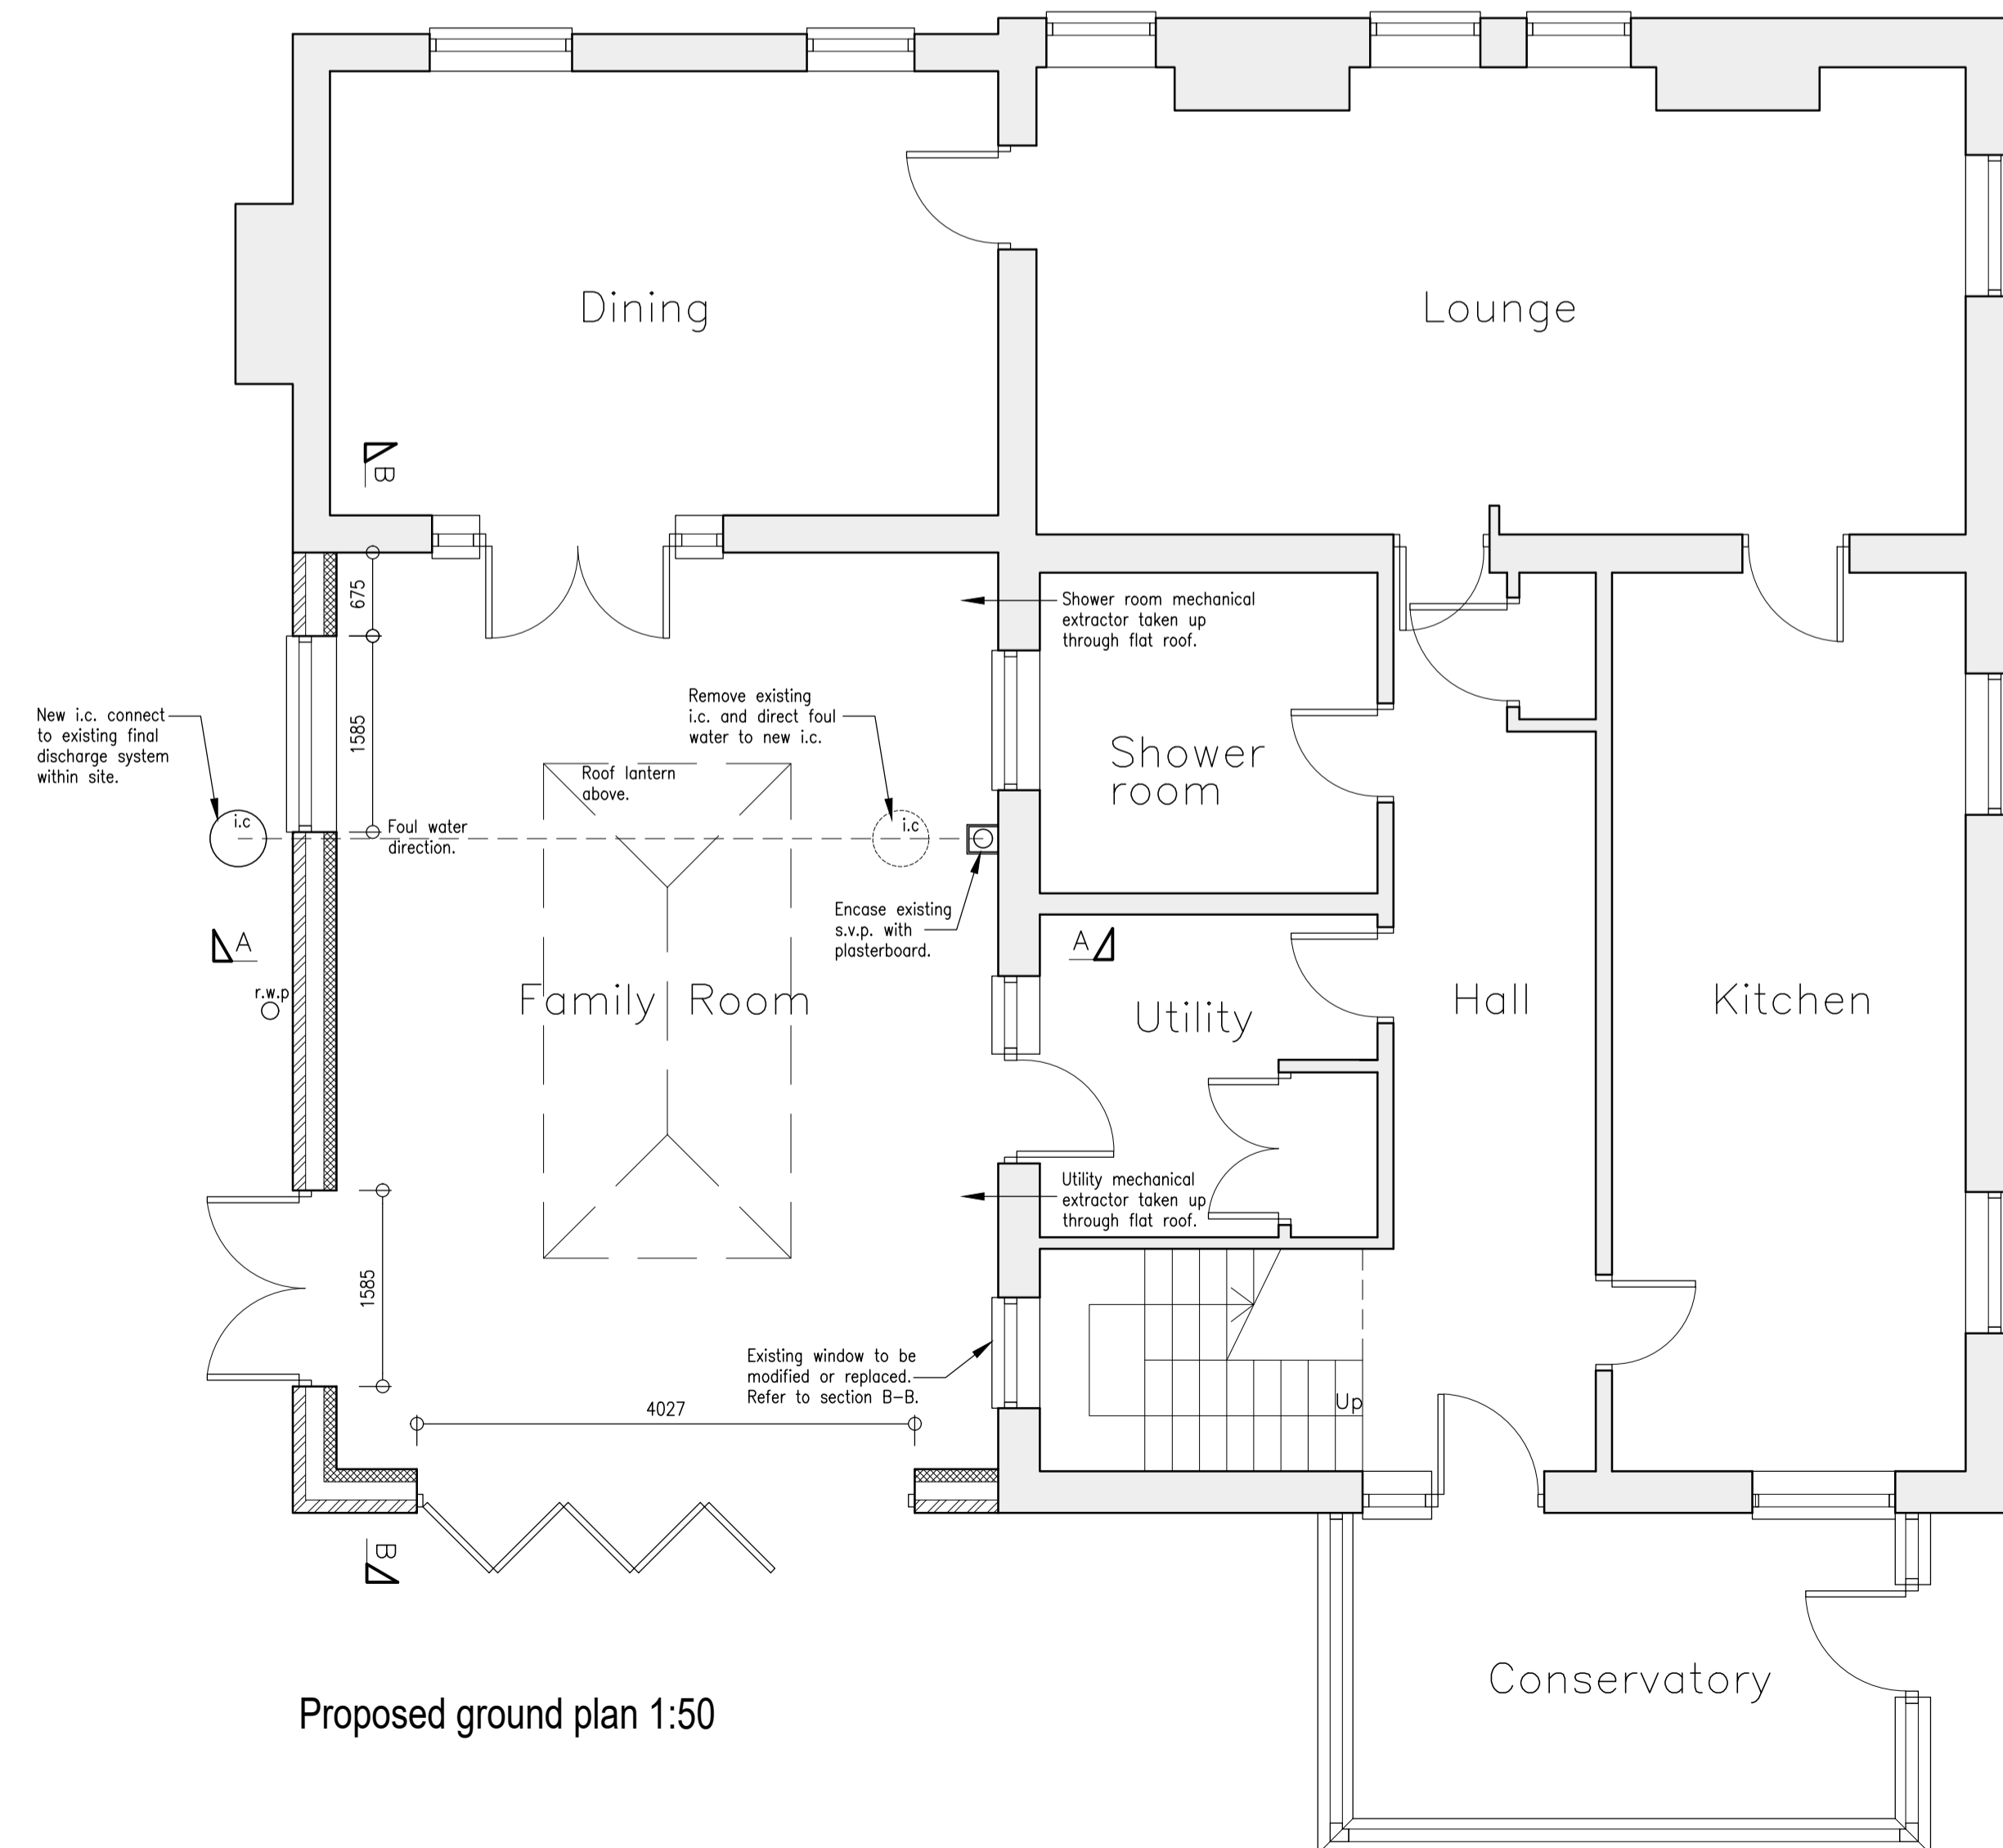 Dining
Lounge
B
675
Shower room mechanical
extractor taken up
through flat roof.
New i.c. connect
to existing final
discharge system
within site.
1585
Remove existing
i.c. and direct foul
water to new i.c.
Shower
room
Roof lantern
above.
i.c
Foul water
direction.
i.c
Encase existing
s.v.p. with
plasterboard.
A
A
r.w.p
Family Room
Utility
Hall
Kitchen
Utility mechanical
extractor taken up
through flat roof.
1585
Existing window to be
modified or replaced.
Refer to section B-B.
4027
Up
B
Conservatory
Proposed ground plan 1:50